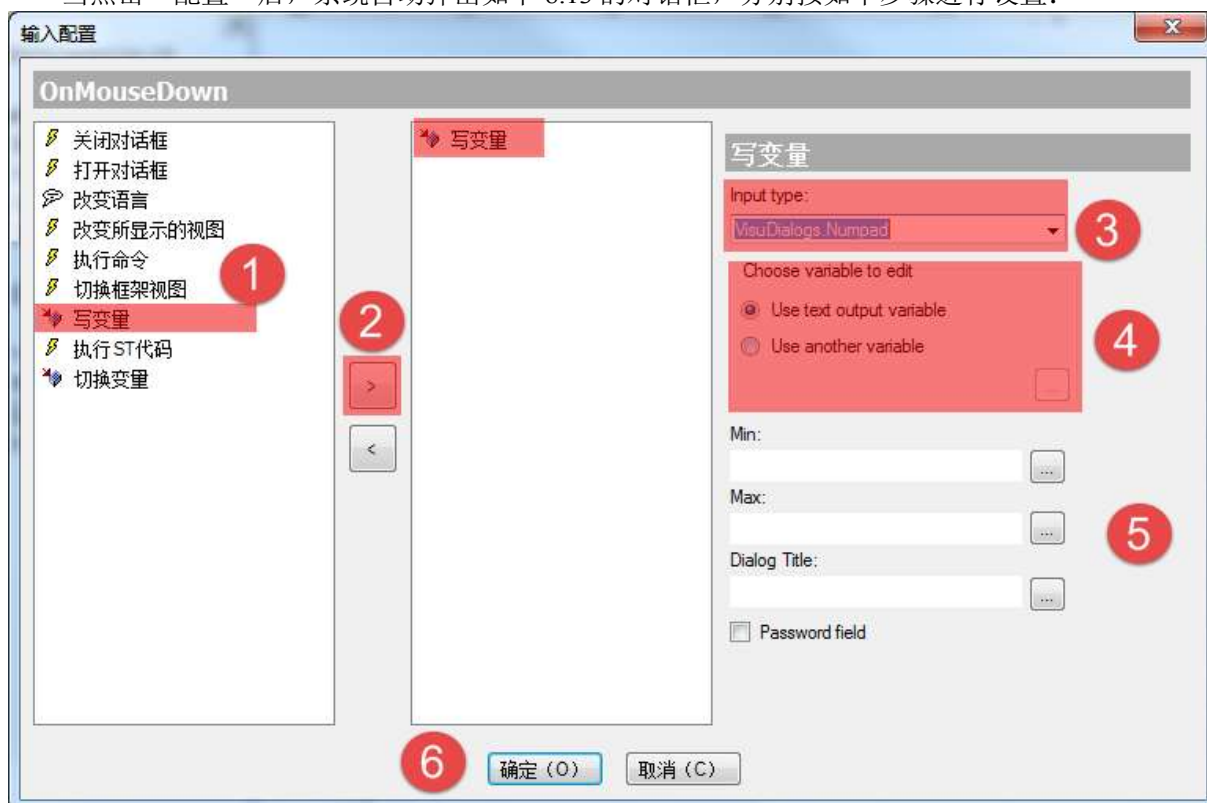 输入配置
X
OnMouseDown
关闭对话框
打开对话框
改变语言
改变所显示的视图
执行命令
切换框架视图
写变量
执行ST代码
切换变量
1
2
>
<
写变量
写变量
Input type:
VisuDialogs.Numpad
3
Choose variable to edit
Use text output variable
Use another variable
...
4
Min:
...
Max:
...
Dialog Title:
...
5
Password field
6
确定 (O)
取消 (C)